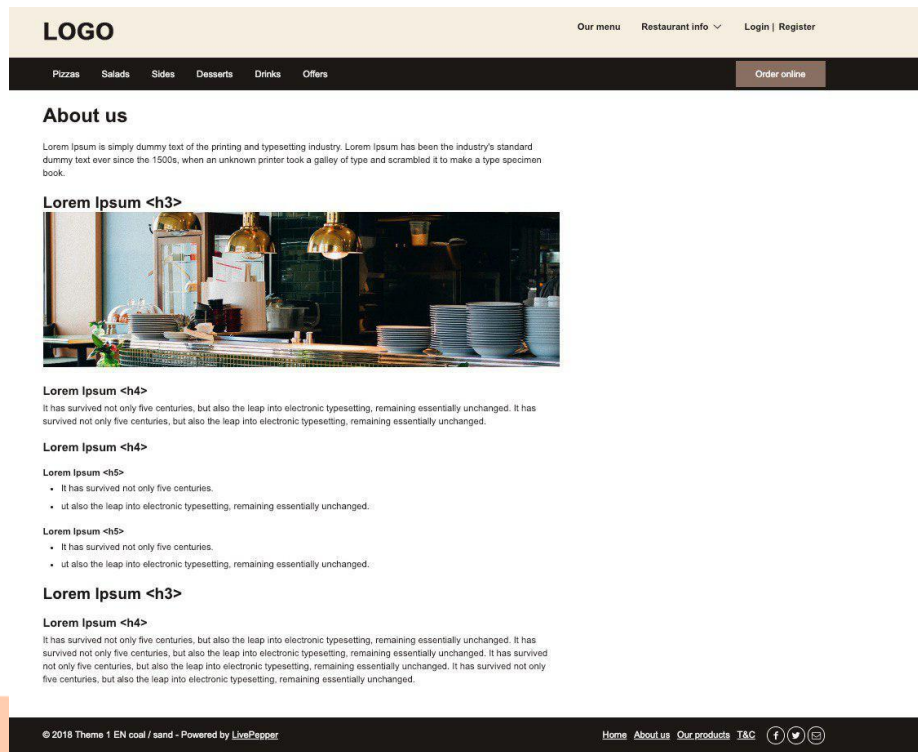 LOGO
Our menu Restaurant info Login | Register
Pizzas Salads Sides Desserts Drinks Offers Order online
About us
Lorem Ipsum is simply dummy text of the printing and typesetting industry. Lorem Ipsum has been the industry's standard
dummy text ever since the 1500s, when an unknown printer took a galley of type and scrambled it to make a type specimen
book.
Lorem Ipsum <h3>
Lorem Ipsum <h4>
It has survived not only five centuries, but also the leap into electronic typesetting, remaining essentially unchanged. It has
survived not only five centuries, but also the leap into electronic typesetting, remaining essentially unchanged.
Lorem Ipsum <h4>
Lorem Ipsum <h5>
• It has survived not only five centuries.
• ut also the leap into electronic typesetting, remaining essentially unchanged.
Lorem Ipsum <h5>
• It has survived not only five centuries.
• ut also the leap into electronic typesetting, remaining essentially unchanged.
Lorem Ipsum <h3>
Lorem Ipsum <h4>
It has survived not only five centuries, but also the leap into electronic typesetting, remaining essentially unchanged. It has
survived not only five centuries, but also the leap into electronic typesetting, remaining essentially unchanged. It has survived
not only five centuries, but also the leap into electronic typesetting, remaining essentially unchanged. It has survived not only
five centuries, but also the leap into electronic typesetting, remaining essentially unchanged.
© 2018 Theme 1 EN coal / sand - Powered by LivePepper Home About us Our products T&C